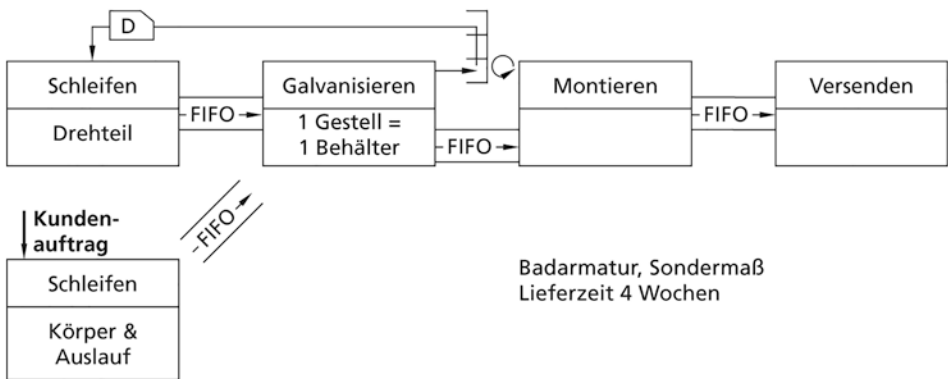 D
Schleifen
Drehteil
FIFO
Galvanisieren
1 Gestell =
1 Behälter
FIFO
Montieren
FIFO
Versenden
FIFO
Kunden-
auftrag
Schleifen
Körper &
Auslauf
Badarmatur, Sondermaß
Lieferzeit 4 Wochen